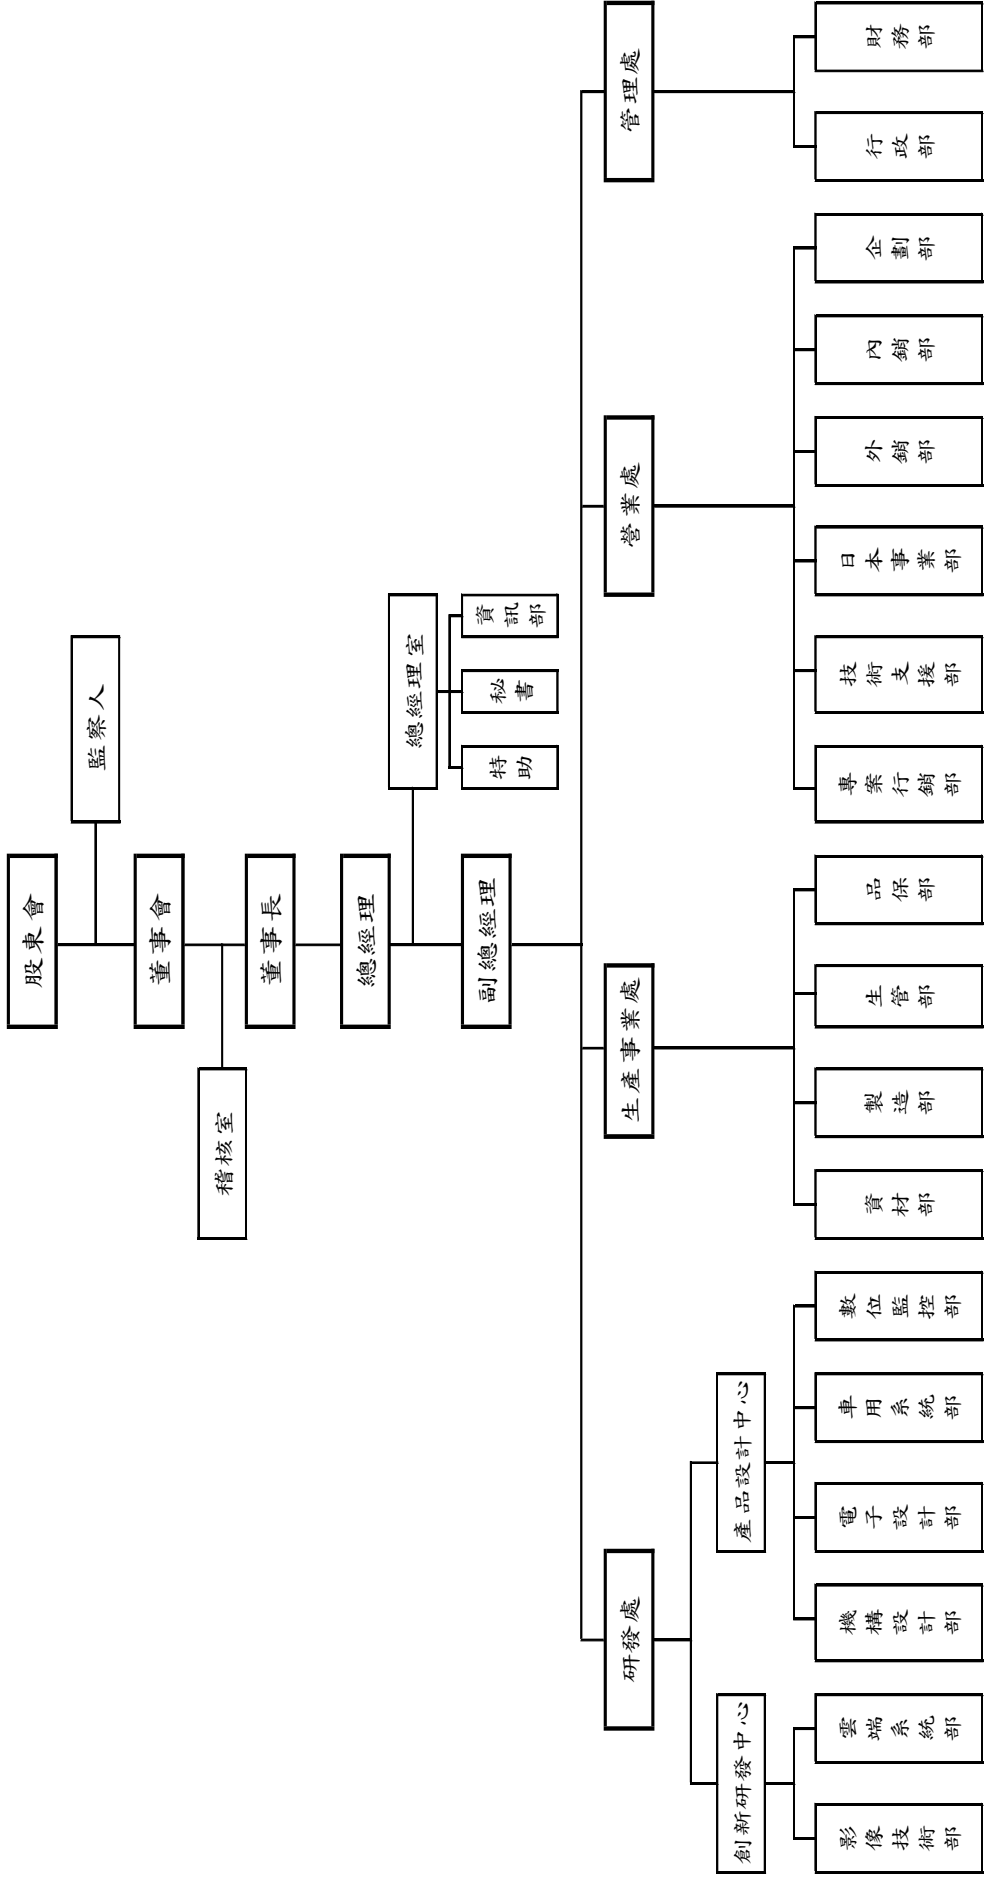 股東會
監察人
董事會
稽核室
董事長
總經理
總經理室
特助
秘書
資訊部
副總經理
研發處
生產事業處
營業處
管理處
創新研發中心
產品設計中心
影像技術部
雲端系統部
機構設計部
電子設計部
車用系統部
數位監控部
資材部
製造部
生管部
品保部
專案行銷部
技術支援部
日本事業部
外銷部
內銷部
企劃部
行政部
財務部